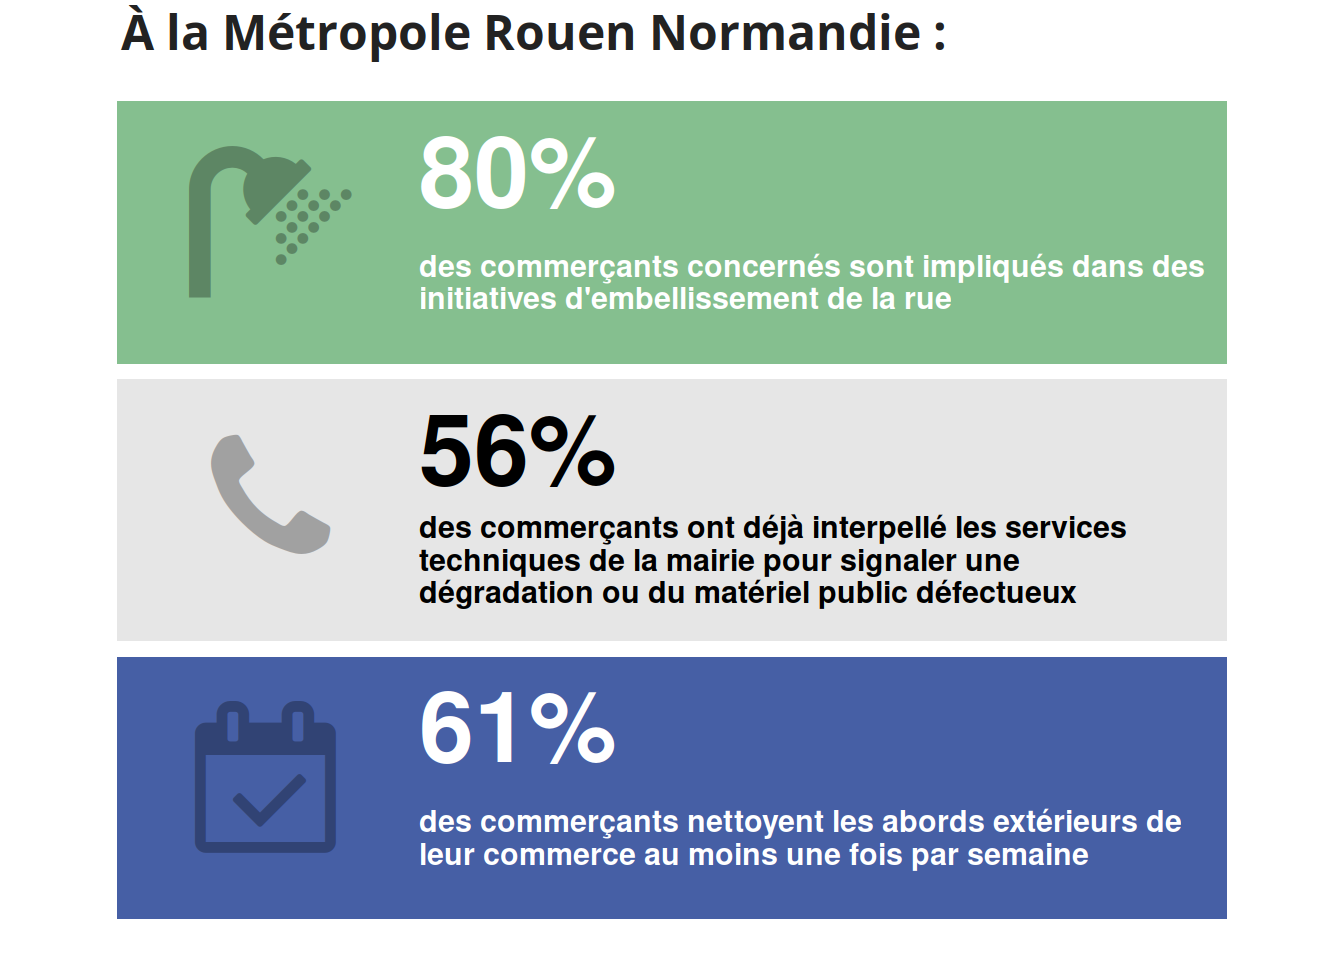 À la Métropole Rouen Normandie :
80%
des commerçants concernés sont impliqués dans des
initiatives d'embellissement de la rue
56%
des commerçants ont déjà interpellé les services
techniques de la mairie pour signaler une
dégradation ou du matériel public défectueux
61%
des commerçants nettoyent les abords extérieurs de
leur commerce au moins une fois par semaine